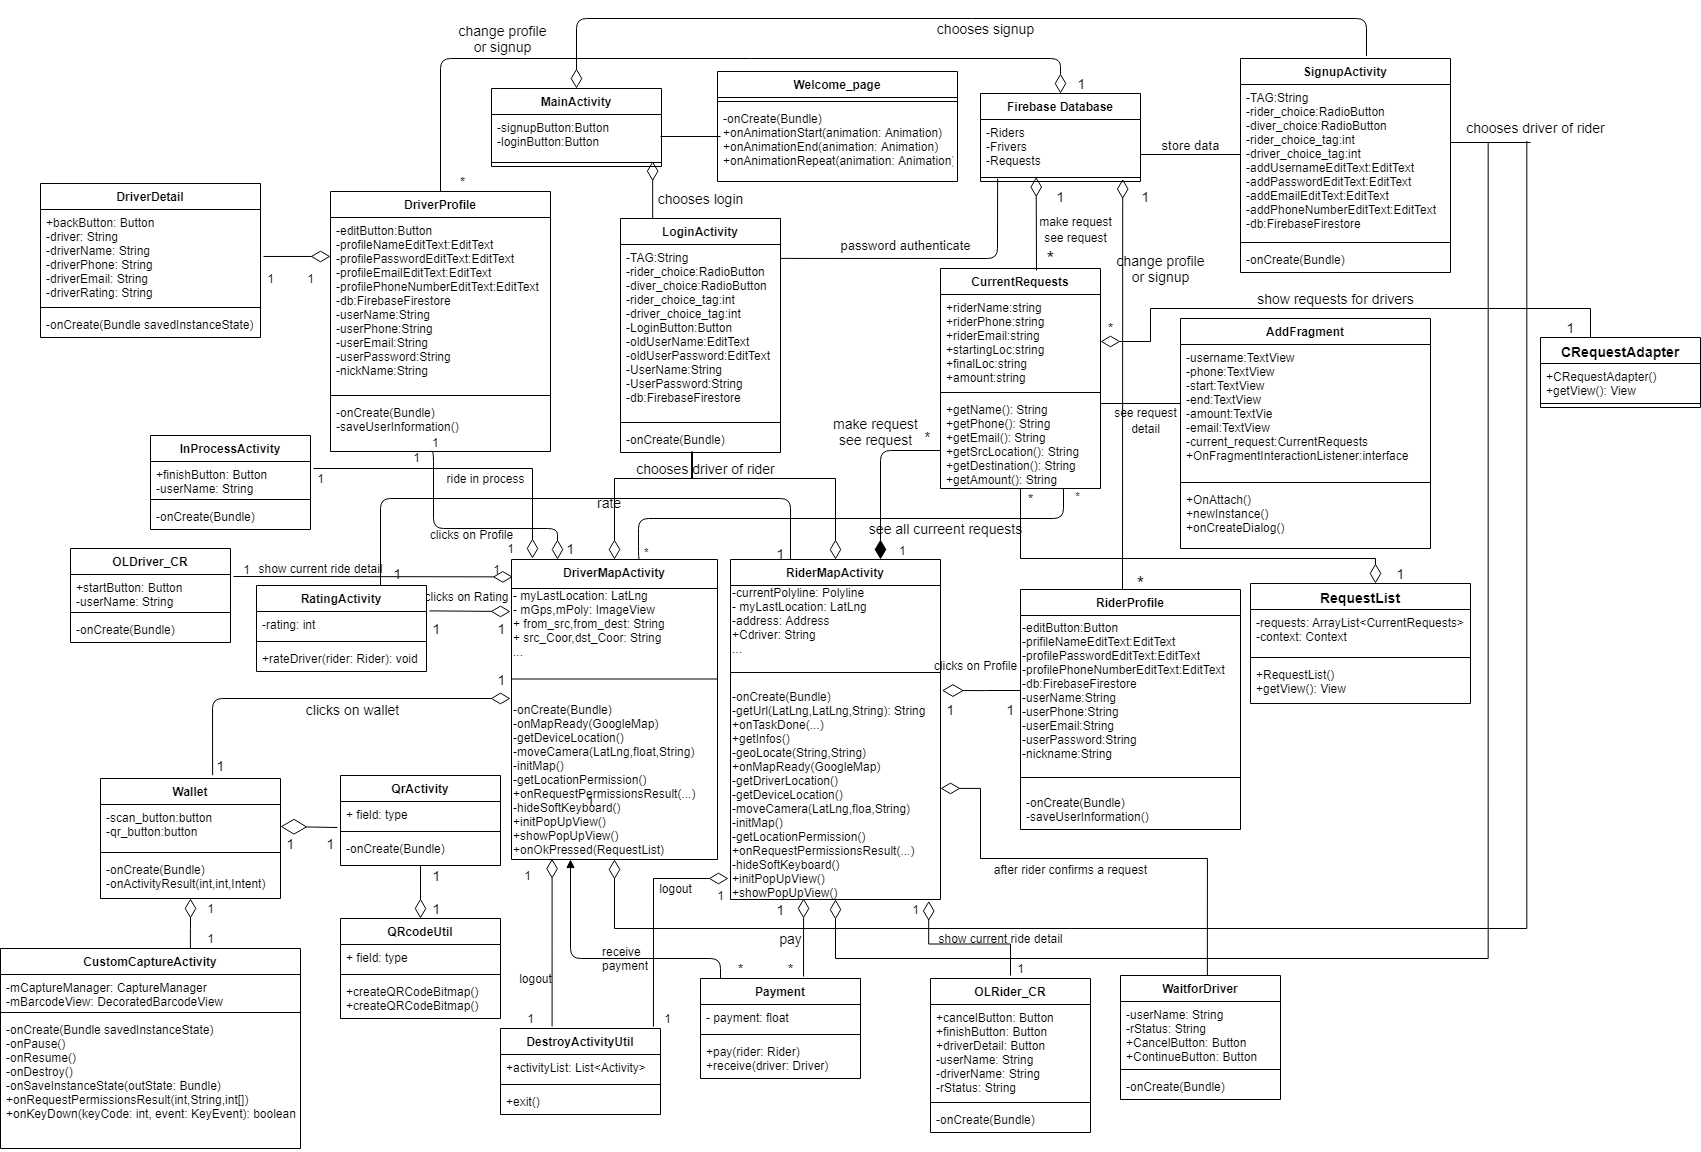 change profile
or signup
chooses signup
MainActivity
-signupButton:Button
-loginButton:Button
Welcome_page
-onCreate(Bundle)
+onAnimationStart(animation: Animation)
+onAnimationEnd(animation: Animation)
+onAnimationRepeat(animation: Animation)
1
Firebase Database
-Riders
-Frivers
-Requests
store data
SignupActivity
-TAG:String
-rider_choice:RadioButton
-diver_choice:RadioButton
-rider_choice_tag:int
-driver_choice_tag:int
-addUsernameEditText:EditText
-addPasswordEditText:EditText
-addEmailEditText:EditText
-addPhoneNumberEditText:EditText
-db:FirebaseFirestore
-onCreate(Bundle)
chooses driver of rider
DriverDetail
+backButton: Button
-driver: String
-driverName: String
-driverPhone: String
-driverEmail: String
-driverRating: String
-onCreate(Bundle savedInstanceState)
1
1
*
DriverProfile
-editButton:Button
-profileNameEditText:EditText
-profilePasswordEditText:EditText
-profileEmailEditText:EditText
-profilePhoneNumberEditText:EditText
-db:FirebaseFirestore
-userName:String
-userPhone:String
-userEmail:String
-userPassword:String
-nickName:String
-onCreate(Bundle)
-saveUserInformation()
1
1
chooses login
LoginActivity
-TAG:String
-rider_choice:RadioButton
-diver_choice:RadioButton
-rider_choice_tag:int
-driver_choice_tag:int
-LoginButton:Button
-oldUserName:EditText
-oldUserPassword:EditText
-UserName:String
-UserPassword:String
-db:FirebaseFirestore
-onCreate(Bundle)
password authenticate
1
1
make request
see request
*
change profile
or signup
CurrentRequests
+riderName:string
+riderPhone:string
+riderEmail:string
+startingLoc:string
+finalLoc:string
+amount:string
+getName(): String
+getPhone(): String
+getEmail(): String
+getSrcLocation(): String
+getDestination(): String
+getAmount(): String
show requests for drivers
*
1
see request
detail
AddFragment
-username:TextView
-phone:TextView
-start:TextView
-end:TextView
-amount:TextVie
-email:TextView
-current_request:CurrentRequests
+OnFragmentInteractionListener:interface
+OnAttach()
+newInstance()
+onCreateDialog()
CRequestAdapter
+CRequestAdapter()
+getView(): View
make request
see request
*
chooses driver of rider
InProcessActivity
+finishButton: Button
-userName: String
-onCreate(Bundle)
1
ride in process
rate
clicks on Profile
1
1
*
see all curreent requests
*
*
1
1
OLDriver_CR
+startButton: Button
-userName: String
-onCreate(Bundle)
1
show current ride detail
1
1
RatingActivity
-rating: int
+rateDriver(rider: Rider): void
clicks on Rating
1
1
DriverMapActivity
- myLastLocation: LatLng
- mGps,mPoly: ImageView
+ from_src,from_dest: String
+ src_Coor,dst_Coor: String
...
-onCreate(Bundle)
-onMapReady(GoogleMap)
-getDeviceLocation()
-moveCamera(LatLng,float,String)
-initMap()
-getLocationPermission()
+onRequestPermissionsResult(...)
-hideSoftKeyboard()
+initPopUpView()
+showPopUpView()
+onOkPressed(RequestList)
RiderMapActivity
-currentPolyline: Polyline
- myLastLocation: LatLng
-address: Address
+Cdriver: String
...
-onCreate(Bundle)
-getUrl(LatLng,LatLng,String): String
+onTaskDone(...)
+getInfos()
-geoLocate(String,String)
+onMapReady(GoogleMap)
-getDriverLocation()
-getDeviceLocation()
-moveCamera(LatLng,floa,String)
-initMap()
-getLocationPermission()
+onRequestPermissionsResult(...)
-hideSoftKeyboard()
+initPopUpView()
+showPopUpView()
clicks on Profile
1
1
*
RiderProfile
-editButton:Button
-prifileNameEditText:EditText
-profilePasswordEditText:EditText
-profilePhoneNumberEditText:EditText
-db:FirebaseFirestore
-userName:String
-userPhone:String
-userEmail:String
-userPassword:String
-nickname:String
-onCreate(Bundle)
-saveUserInformation()
1
RequestList
-requests: ArrayList<CurrentRequests>
-context: Context
+RequestList()
+getView(): View
1
clicks on wallet
1
Wallet
-scan_button:button
-qr_button:button
-onCreate(Bundle)
-onActivityResult(int,int,Intent)
1
1
QrActivity
+ field: type
-onCreate(Bundle)
1
1
QRcodeUtil
+ field: type
+createQRCodeBitmap()
+createQRCodeBitmap()
1
1
CustomCaptureActivity
-mCaptureManager: CaptureManager
-mBarcodeView: DecoratedBarcodeView
-onCreate(Bundle savedInstanceState)
-onPause()
-onResume()
-onDestroy()
-onSaveInstanceState(outState: Bundle)
+onRequestPermissionsResult(int,String,int[])
+onKeyDown(keyCode: int, event: KeyEvent): boolean
1
logout
1
logout
1
1
DestroyActivityUtil
+activityList: List<Activity>
+exit()
receive
payment
*
1
pay
*
Payment
- payment: float
+pay(rider: Rider)
+receive(driver: Driver)
1
show current ride detail
1
OLRider_CR
+cancelButton: Button
+finishButton: Button
+driverDetail: Button
-userName: String
-driverName: String
-rStatus: String
-onCreate(Bundle)
after rider confirms a request
WaitforDriver
-userName: String
-rStatus: String
+CancelButton: Button
+ContinueButton: Button
-onCreate(Bundle)